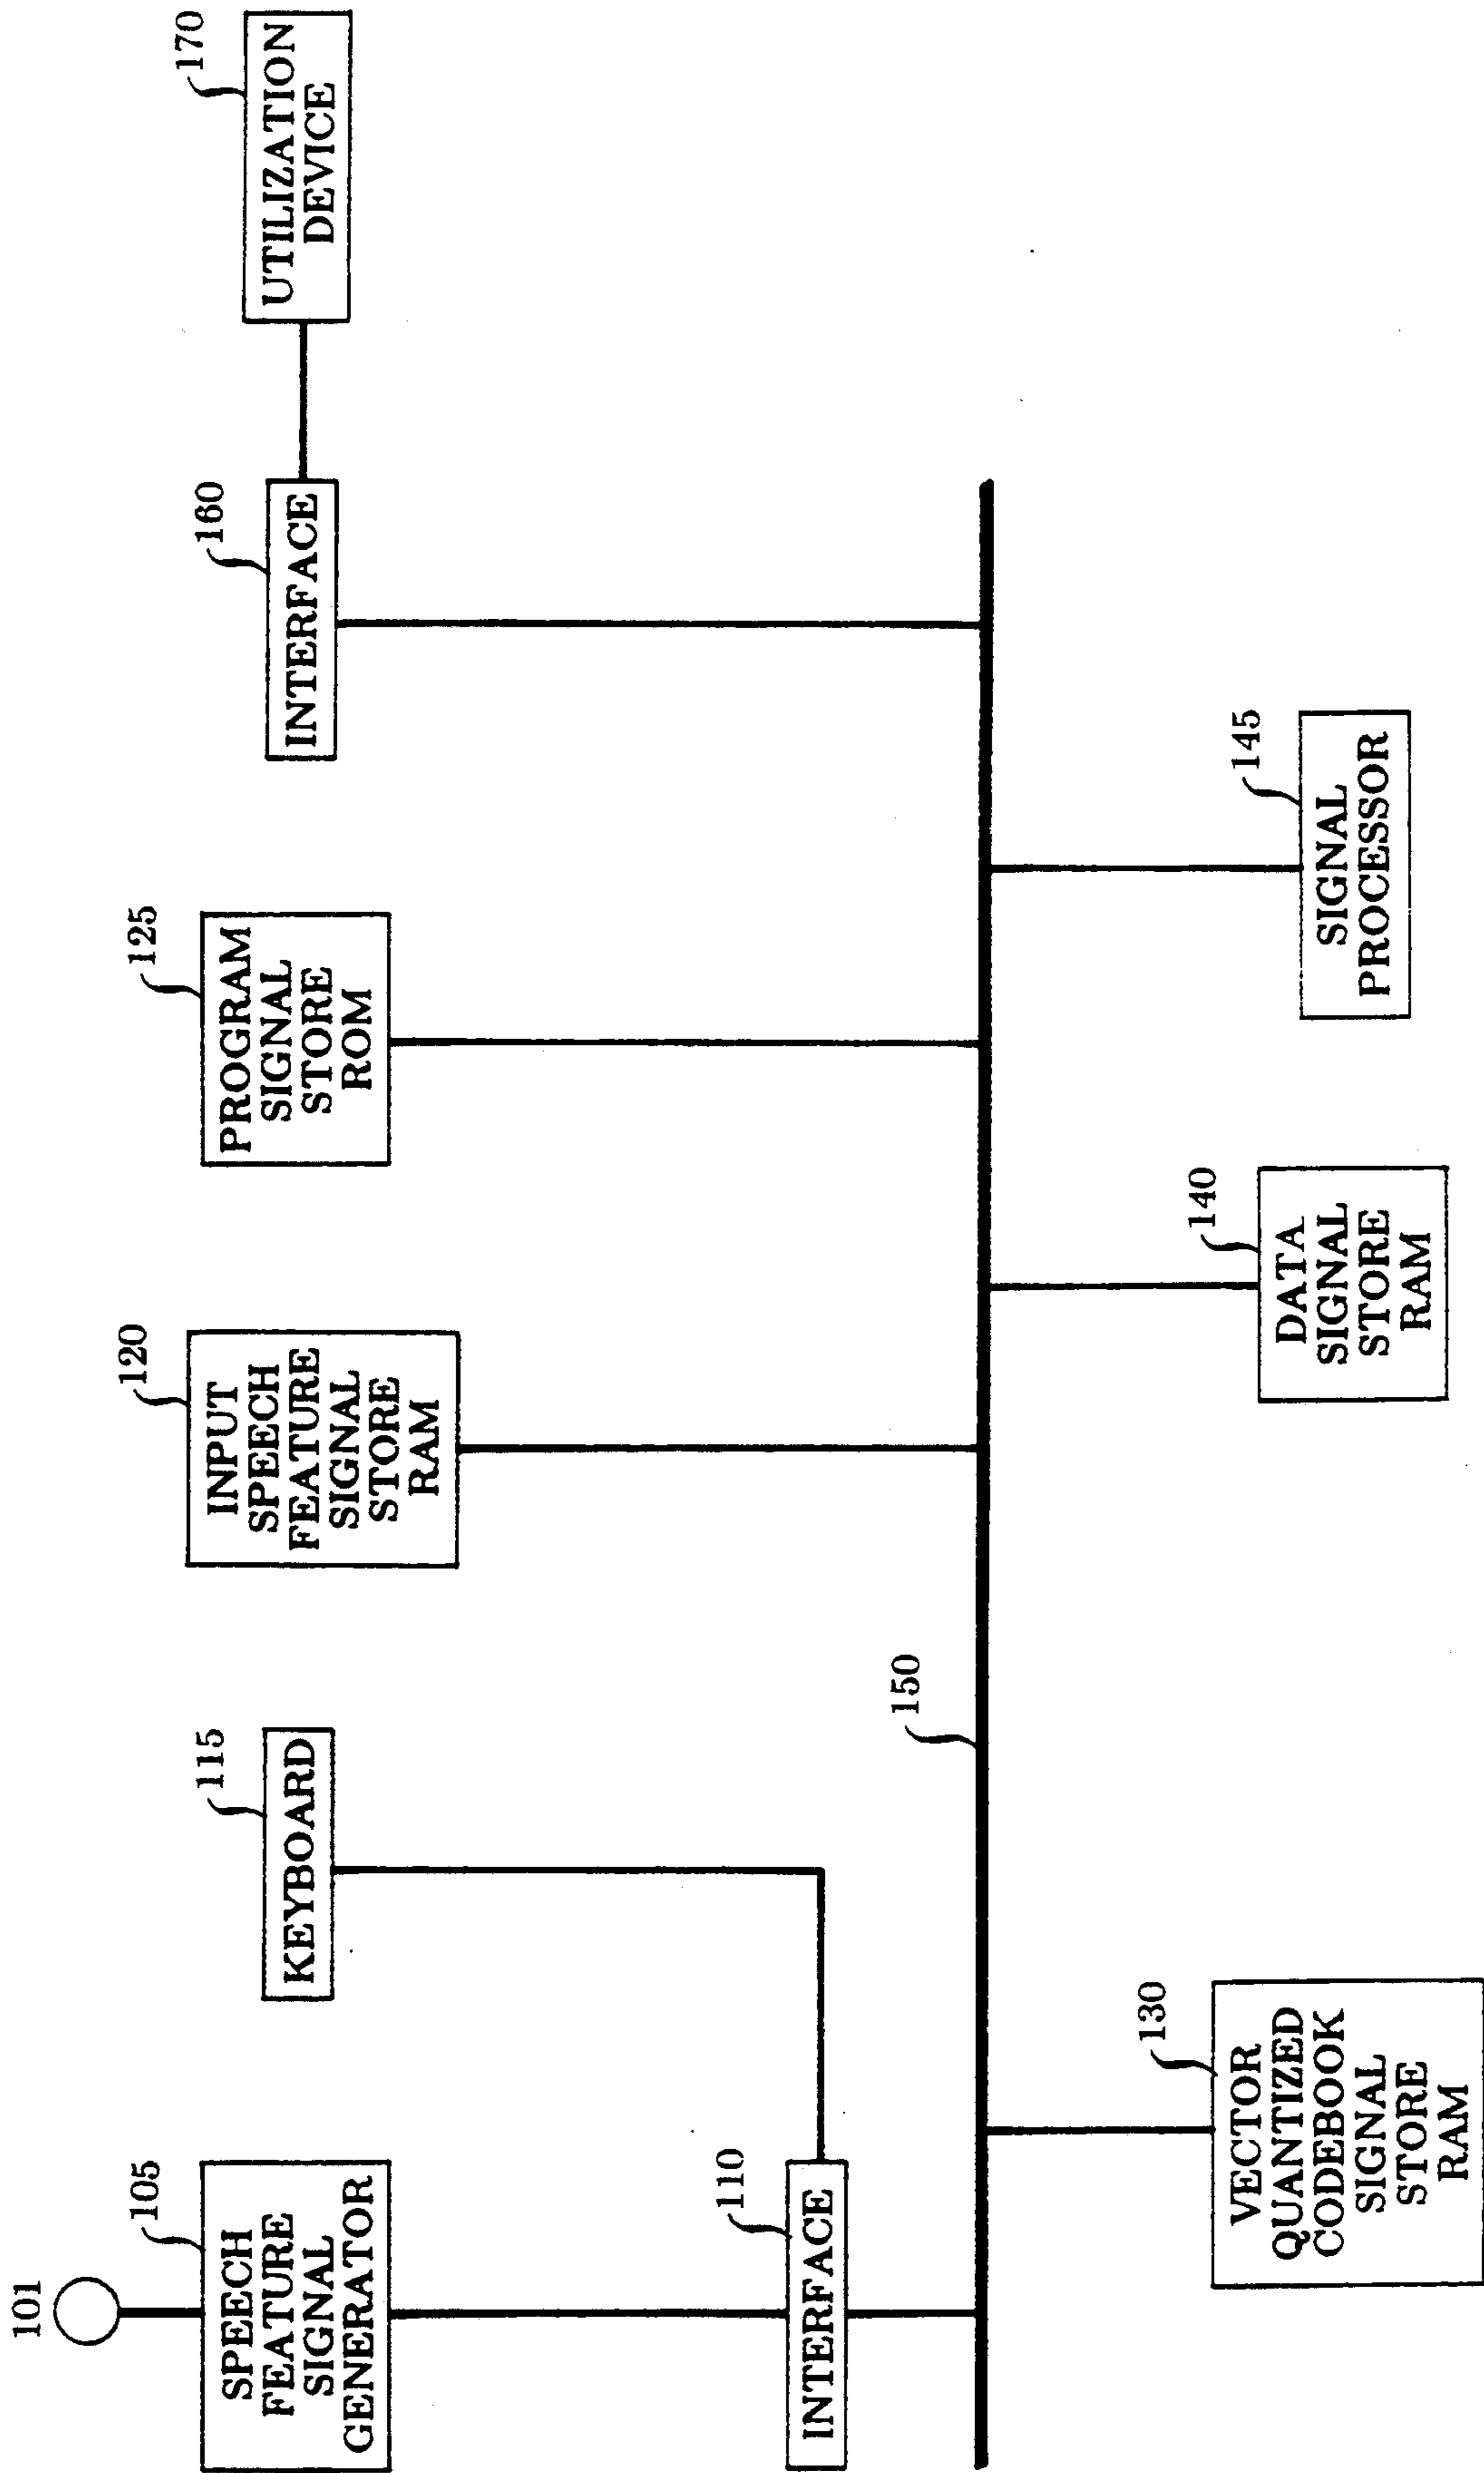 101
105
SPEECH
FEATURE
SIGNAL
GENERATOR
115
KEYBOARD
120
INPUT
SPEECH
FEATURE
SIGNAL
STORE
RAM
125
PROGRAM
SIGNAL
STORE
ROM
160
INTERFACE
170
UTILIZATION
DEVICE
110
INTERFACE
150
130
VECTOR
QUANTIZED
CODEBOOK
SIGNAL
STORE
RAM
140
DATA
SIGNAL
STORE
RAM
145
SIGNAL
PROCESSOR